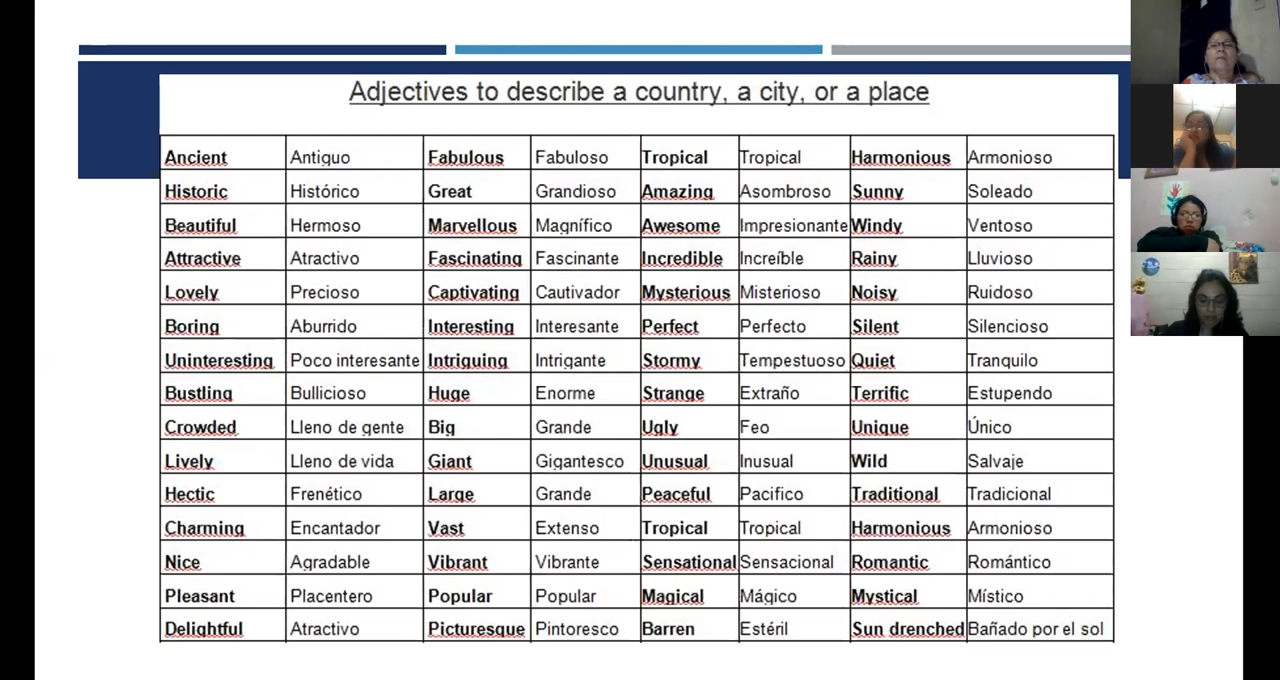 Adjectives to describe a country, a city, or a place
Ancient Antiguo Fabulous Fabuloso Tropical Tropical Harmonious Armonioso
Historic Histórico Great Grandioso Amazing Asombroso Sunny Soleado
Beautiful Hermoso Marvellous Magnífico Awesome Impresionante Windy Ventoso
Attractive Atractivo Fascinating Fascinante Incredible Increíble Rainy Lluvioso
Lovely Precioso Captivating Cautivador Mysterious Misterioso Noisy Ruidoso
Boring Aburrido Interesting Interesante Perfect Perfecto Silent Silencioso
Uninteresting Poco interesante Intriguing Intrigante Stormy Tempestuoso Quiet Tranquilo
Bustling Bullicioso Huge Enorme Strange Extraño Terrific Estupendo
Crowded Lleno de gente Big Grande Ugly Feo Unique Único
Lively Lleno de vida Giant Gigantesco Unusual Inusual Wild Salvaje
Hectic Frenético Large Grande Peaceful Pacifico Traditional Tradicional
Charming Encantador Vast Extenso Tropical Tropical Harmonious Armonioso
Nice Agradable Vibrant Vibrante Sensational Sensacional Romantic Romántico
Pleasant Placentero Popular Popular Magical Mágico Mystical Místico
Delightful Atractivo Picturesque Pintoresco Barren Estéril Sun drenched Bañado por el sol